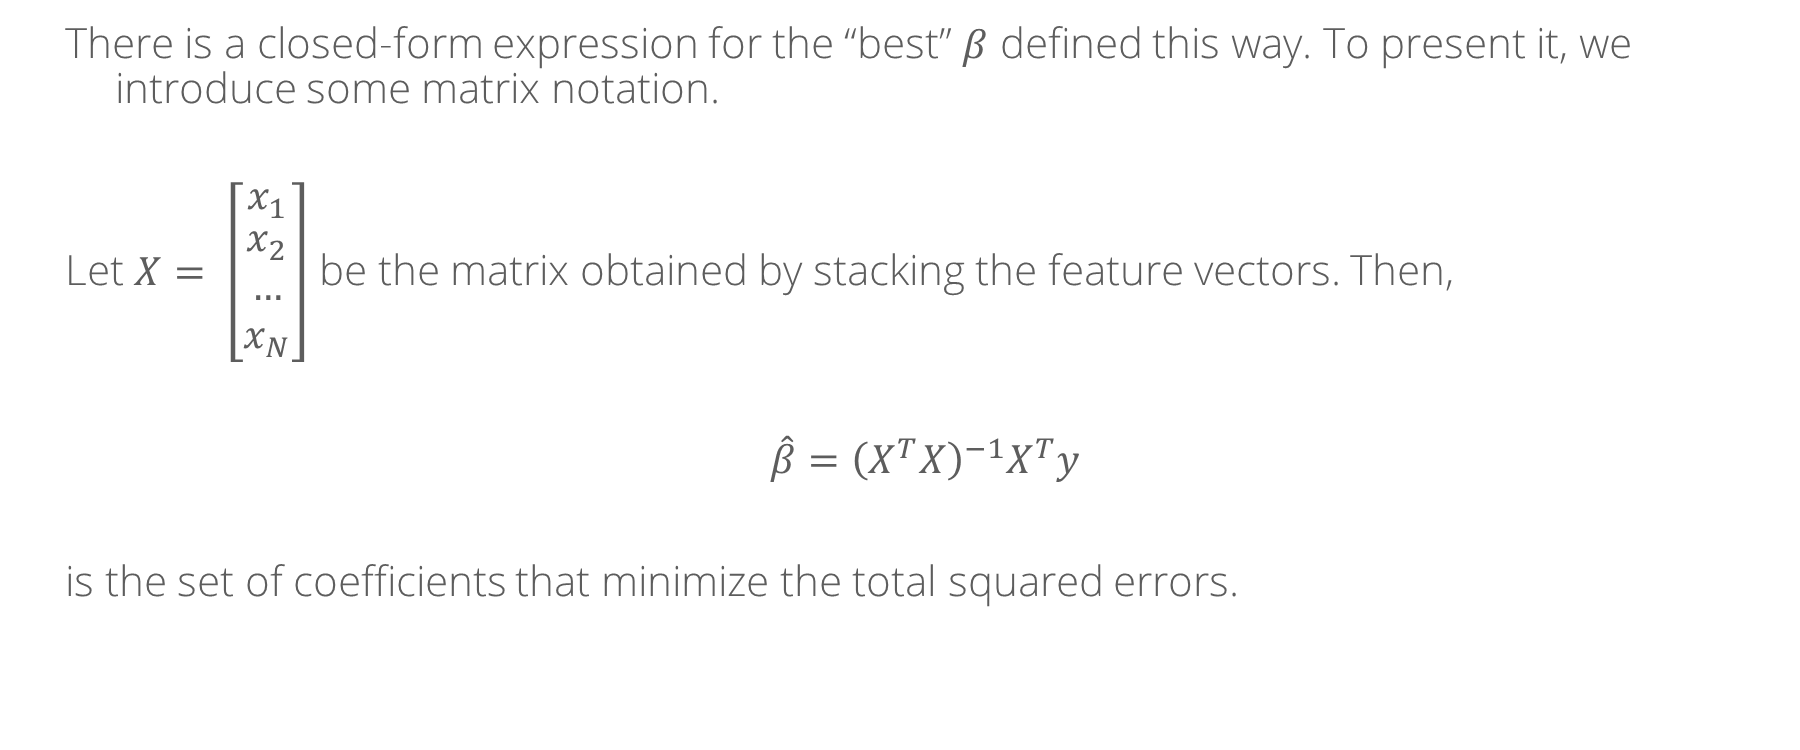 There is a closed-form expression for the “best” β defined this way. To present it, we
introduce some matrix notation.
Let X = [x₁ x₂ … x_N] be the matrix obtained by stacking the feature vectors. Then,
β̂ = (XᵀX)⁻¹Xᵀy
is the set of coefficients that minimize the total squared errors.